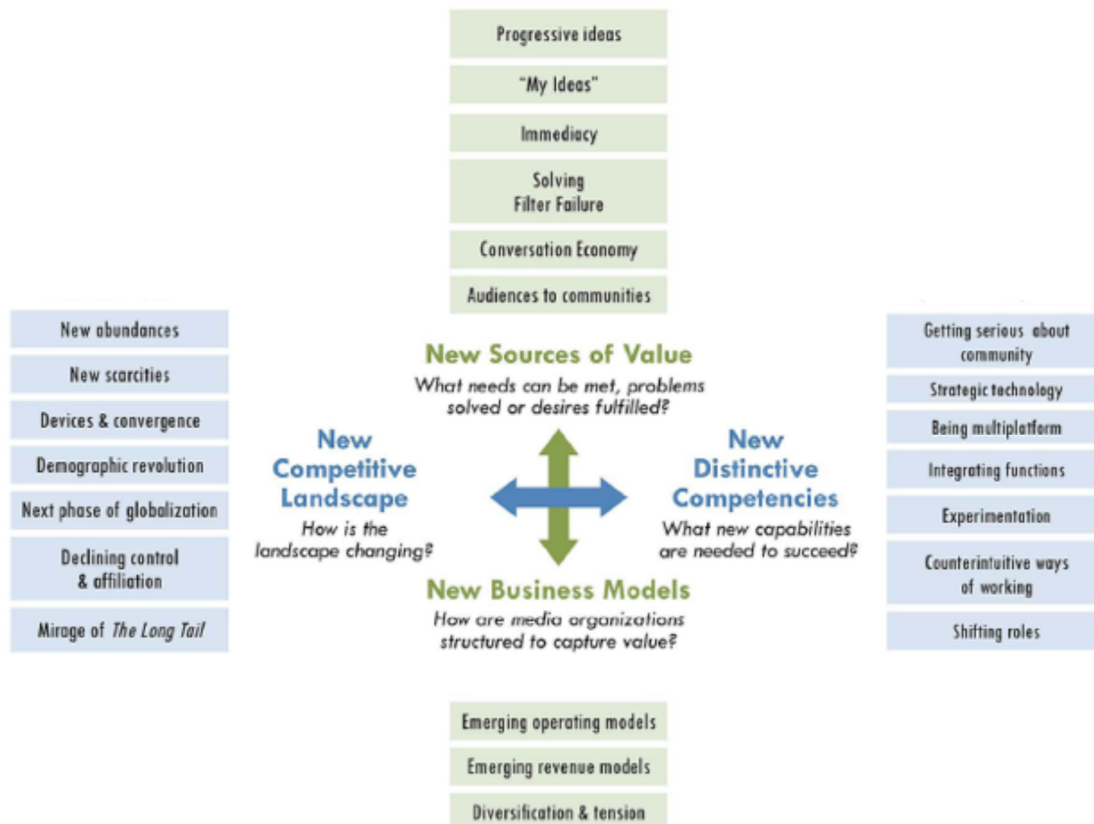 Progressive ideas
"My Ideas"
Immediacy
Solving
Filter Failure
Conversation Economy
Audiences to communities
New Sources of Value
What needs can be met, problems
solved or desires fulfilled?
New abundances
New scarcities
Devices & convergence
Demographic revolution
Next phase of globalization
Declining control
& affiliation
Mirage of The Long Tail
New
Competitive
Landscape
How is the
landscape changing?
New
Distinctive
Competencies
What new capabilities
are needed to succeed?
Getting serious about
community
Strategic technology
Being multiplatform
Integrating functions
Experimentation
Counterintuitive ways
of working
Shifting roles
New Business Models
How are media organizations
structured to capture value?
Emerging operating models
Emerging revenue models
Diversification & tension